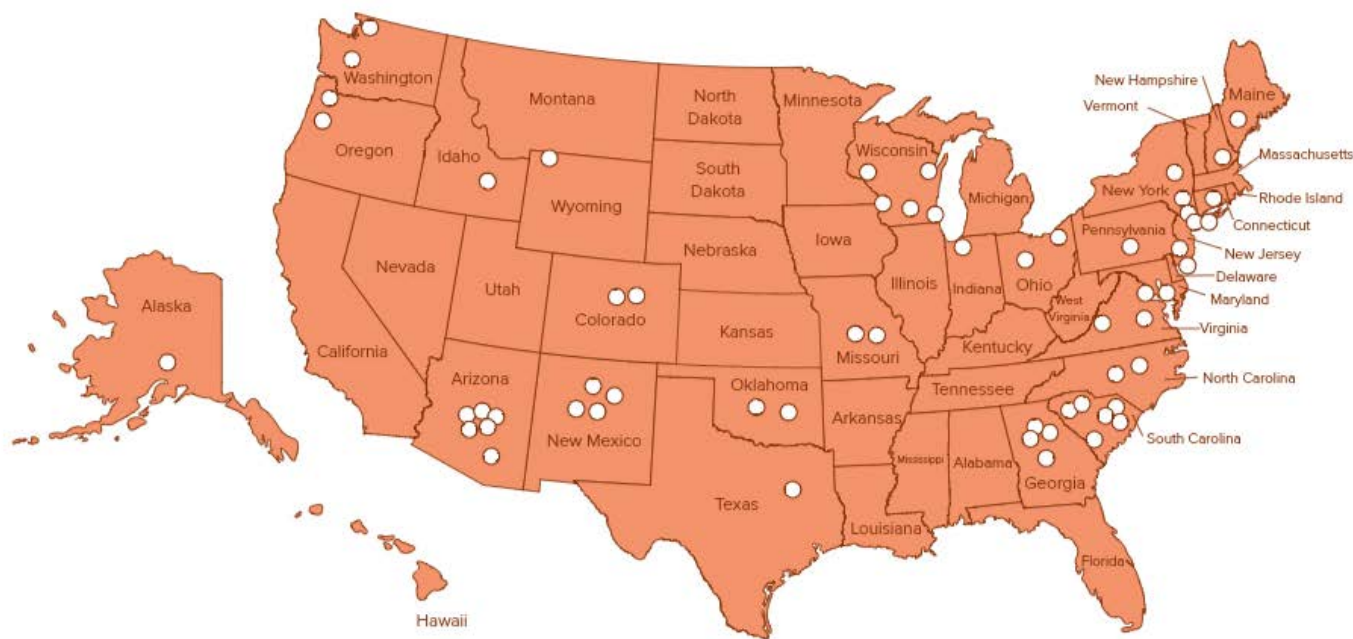 New Hampshire
Vermont
Maine
Washington
Montana
North
Dakota
Minnesota
Oregon
Idaho
Wisconsin
Massachusetts
South
Dakota
Michigan
New York
Rhode Island
Wyoming
Connecticut
Pennsylvania
Iowa
New Jersey
Nebraska
Nevada
Delaware
Utah
Illinois
Indiana
Ohio
Maryland
Alaska
West
Virginia
Colorado
Kansas
Virginia
California
Missouri
Kentucky
Arizona
Oklahoma
Tennessee
North Carolina
Arkansas
New Mexico
South Carolina
Mississippi
Alabama
Georgia
Texas
Louisiana
Florida
Hawaii